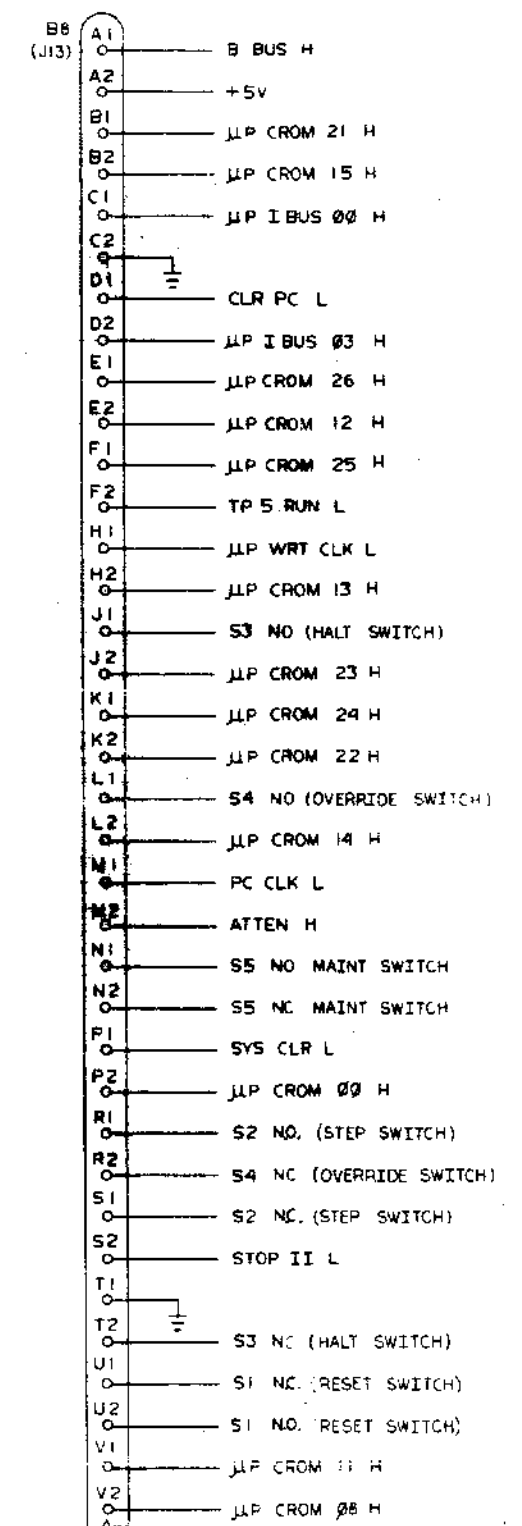 B8
(J13)
A1 B BUS H
A2 +5V
B1 µP CROM 21 H
B2 µP CROM 15 H
C1 µP I BUS ØØ H
C2
D1 CLR PC L
D2 µP I BUS Ø3 H
E1 µP CROM 26 H
E2 µP CROM 12 H
F1 µP CROM 25 H
F2 TP 5 RUN L
H1 µP WRT CLK L
H2 µP CROM 13 H
J1 S3 NO (HALT SWITCH)
J2 µP CROM 23 H
K1 µP CROM 24 H
K2 µP CROM 22 H
L1 S4 NO (OVERRIDE SWITCH)
L2 µP CROM 14 H
M1 PC CLK L
M2 ATTEN H
N1 S5 NO MAINT SWITCH
N2 S5 NC MAINT SWITCH
P1 SYS CLR L
P2 µP CROM ØØ H
R1 S2 N.O. (STEP SWITCH)
R2 S4 NC (OVERRIDE SWITCH)
S1 S2 NC. (STEP SWITCH)
S2 STOP II L
T1
T2 S3 NC (HALT SWITCH)
U1 S1 NC. (RESET SWITCH)
U2 S1 N.O. (RESET SWITCH)
V1 µP CROM 11 H
V2 µP CROM Ø8 H